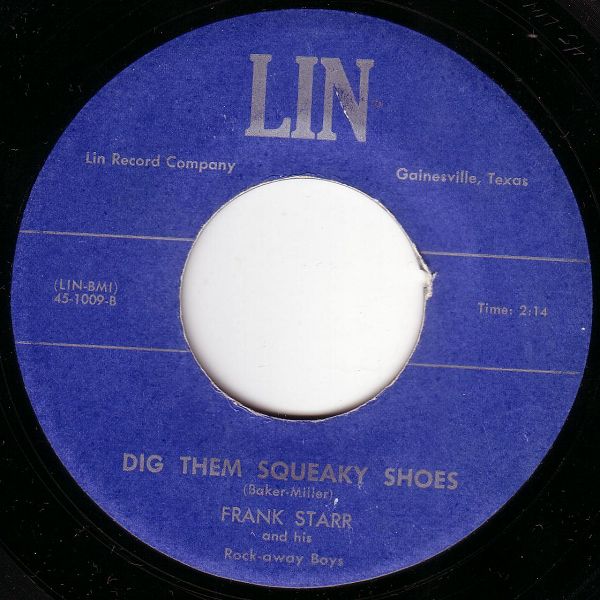 LIN
Lin Record Company
Gainesville, Texas
(LIN-BMI)
45-1009-B
Time: 2:14
DIG THEM SQUEAKY SHOES
(Baker-Miller)
FRANK STARR
and his
Rock-away Boys